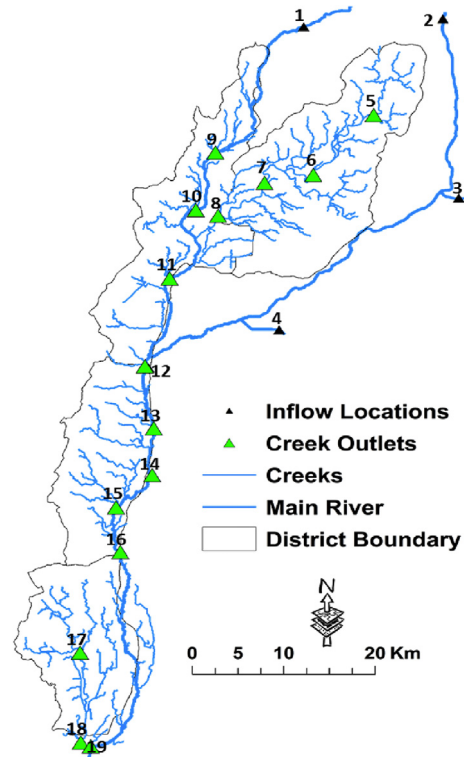 1
2
5
9
7
6
3
10
8
11
4
12
Inflow Locations
Creek Outlets
13
Creeks
14
Main River
15
District Boundary
16
N
17
0 5 10 20 Km
18
19